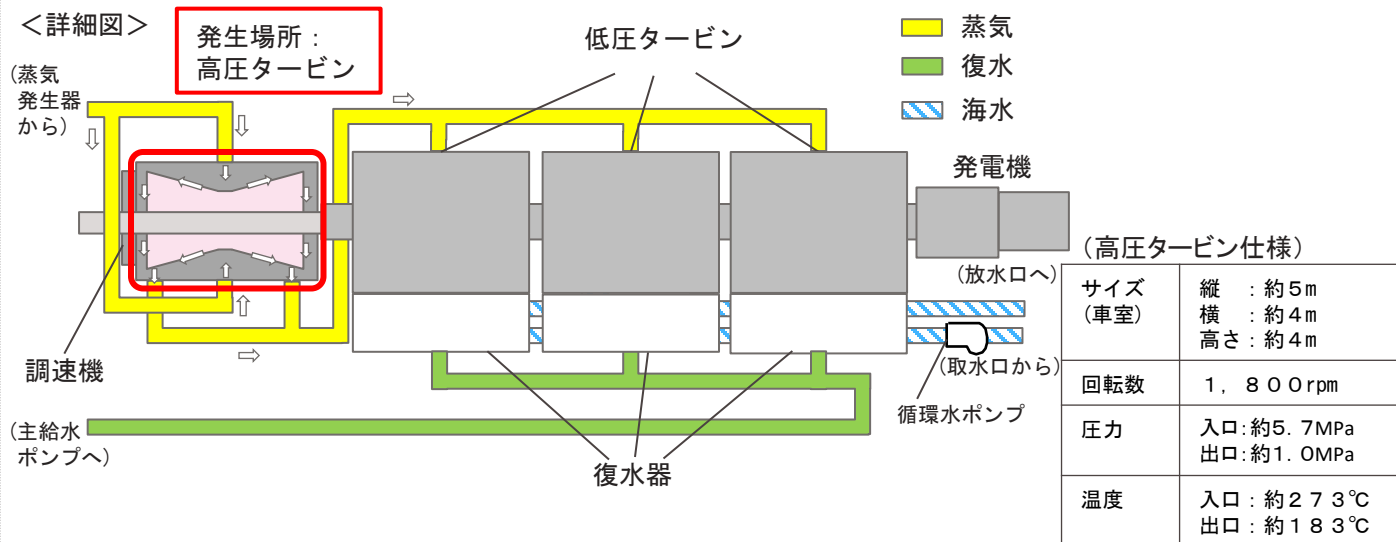 ＜詳細図＞
発生場所：
高圧タービン
(蒸気
発生器
から)
低圧タービン
蒸気
復水
海水
発電機
(放水口へ)
(取水口から)
循環水ポンプ
調速機
(主給水
ポンプへ)
復水器
(高圧タービン仕様)
サイズ
(車室)
縦　：約５m
横　：約４m
高さ：約４m
回転数
１，８００rpm
圧力
入口：約５．７MPa
出口：約１．０MPa
温度
入口：約２７３℃
出口：約１８３℃